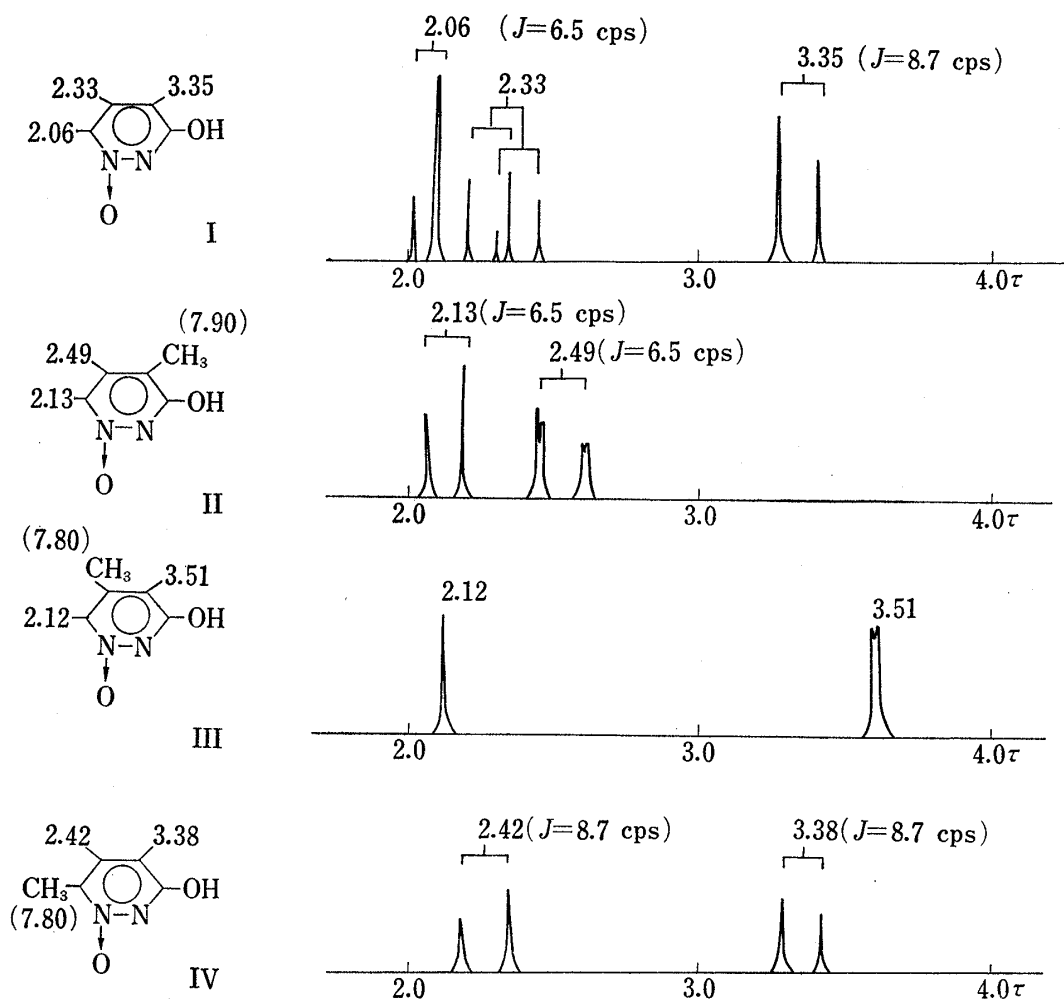 2.06 (J=6.5 cps)
3.35 (J=8.7 cps)
2.33 3.35
2.33
2.06 OH
N N
O
I
2.0 3.0 4.0τ
2.13(J=6.5 cps)
(7.90)
2.49(J=6.5 cps)
2.49 CH3
2.13 OH
N N
O
II
2.0 3.0 4.0τ
(7.80)
CH3 3.51
2.12
3.51
2.12 OH
N N
O
III
2.0 3.0 4.0τ
2.42 3.38
2.42(J=8.7 cps)
3.38(J=8.7 cps)
CH3 OH
(7.80) N N
O
IV
2.0 3.0 4.0τ